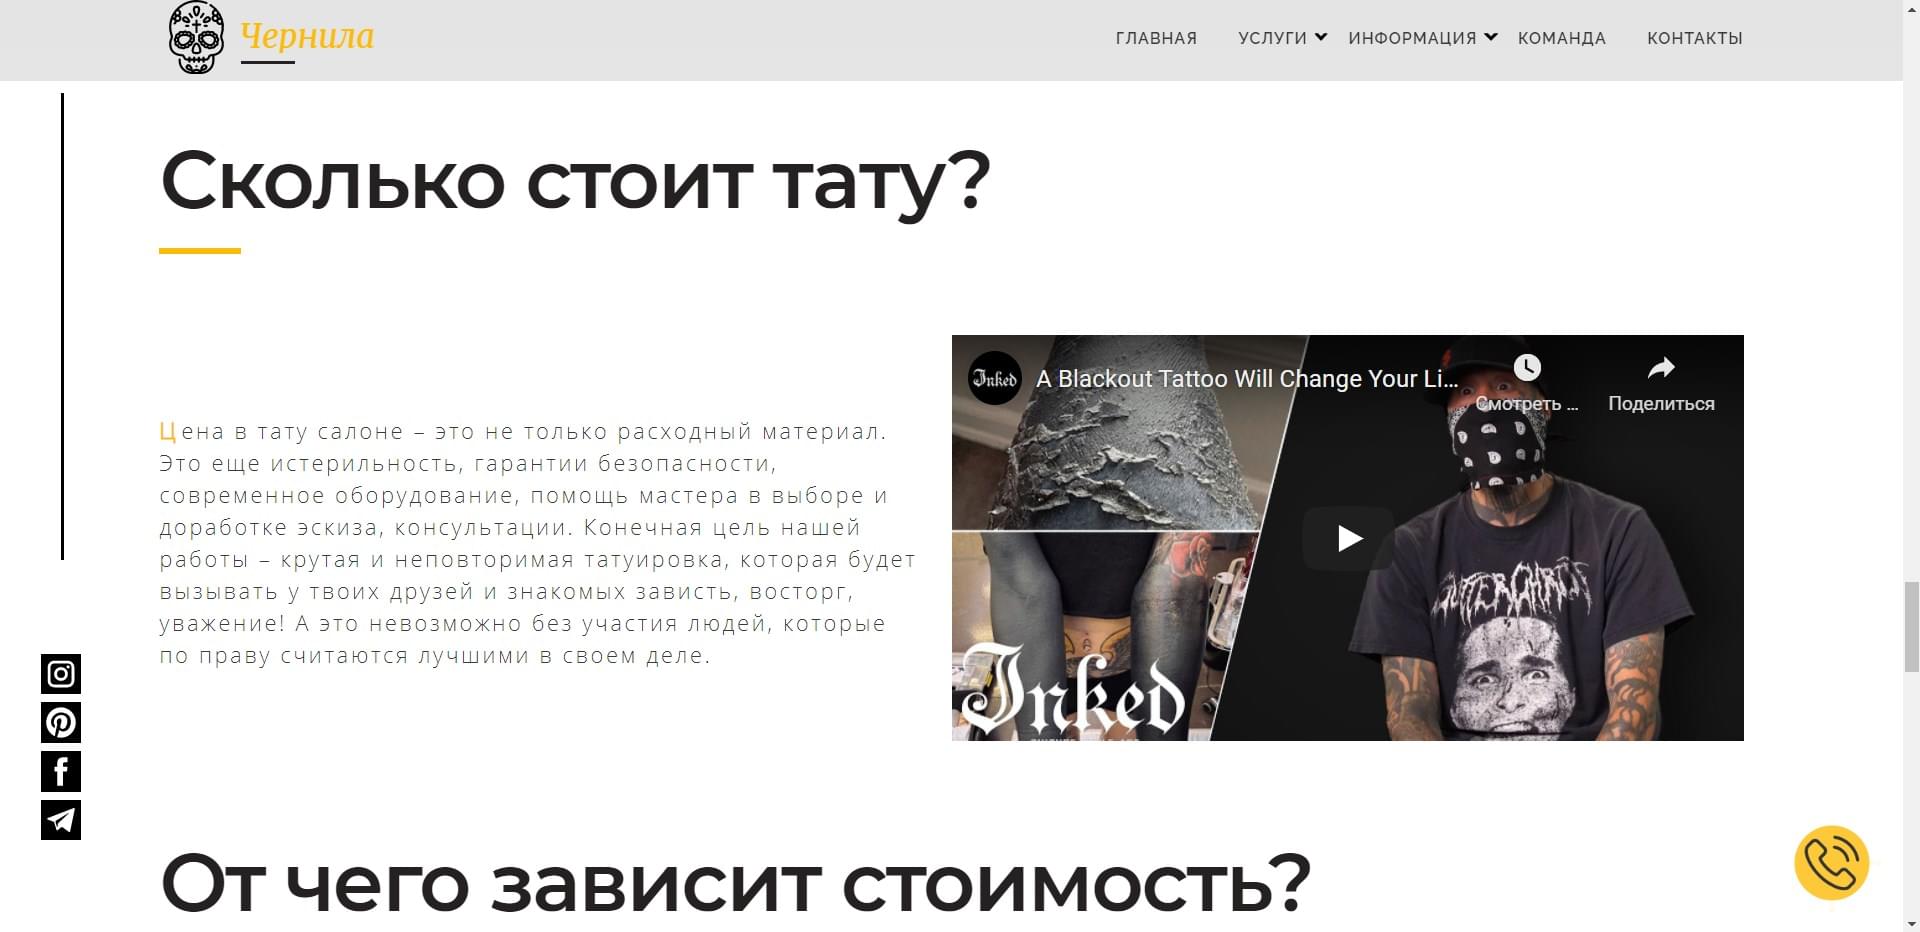 Чернила
ГЛАВНАЯ
УСЛУГИ
ИНФОРМАЦИЯ
КОМАНДА
КОНТАКТЫ
Сколько стоит тату?
Цена в тату салоне – это не только расходный материал.
Это еще истерильность, гарантии безопасности,
современное оборудование, помощь мастера в выборе и
доработке эскиза, консультации. Конечная цель нашей
работы – крутая и неповторимая татуировка, которая будет
вызывать у твоих друзей и знакомых зависть, восторг,
уважение! А это невозможно без участия людей, которые
по праву считаются лучшими в своем деле.
Inked
A Blackout Tattoo Will Change Your Li...
Смотреть ...
Поделиться
GUTTER CHRIST
Inked
От чего зависит стоимость?